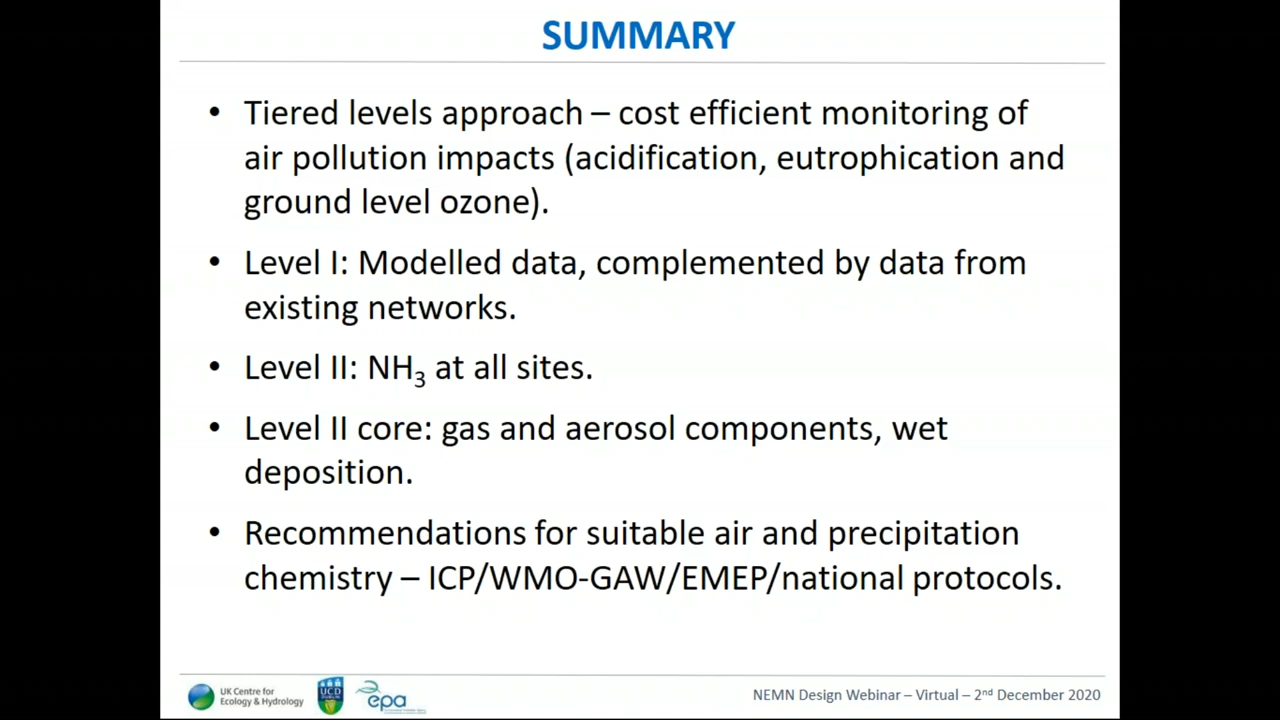 SUMMARY
• Tiered levels approach – cost efficient monitoring of
air pollution impacts (acidification, eutrophication and
ground level ozone).
• Level I: Modelled data, complemented by data from
existing networks.
• Level II: NH₃ at all sites.
• Level II core: gas and aerosol components, wet
deposition.
• Recommendations for suitable air and precipitation
chemistry – ICP/WMO-GAW/EMEP/national protocols.
UK Centre for
Ecology & Hydrology
UCD
DUBLIN
epa
NEMN Design Webinar – Virtual – 2ⁿᵈ December 2020